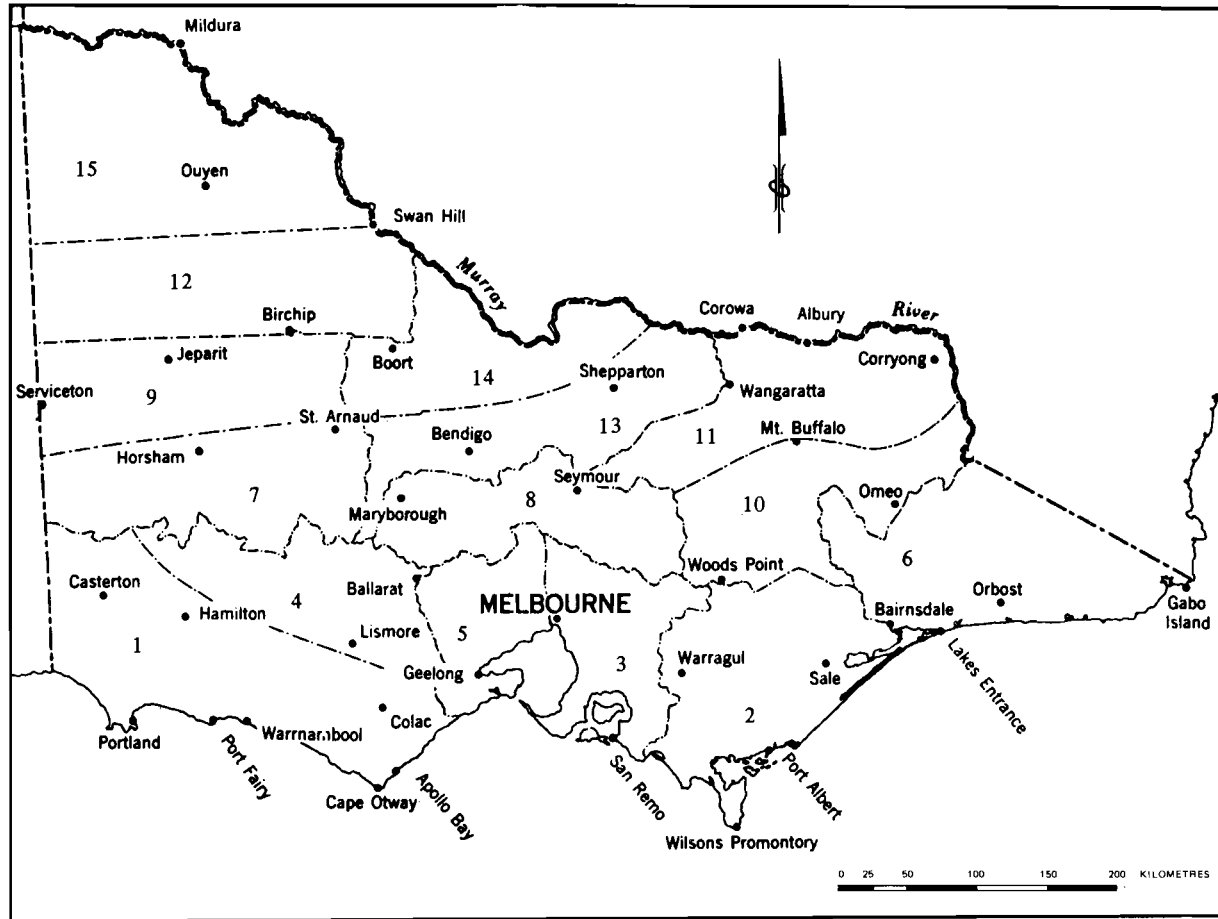 Mildura
15
Ouyen
Swan Hill
12
Murray
Birchip
Corowa
Albury
River
Jeparit
Boort
Corryong
14
Shepparton
Serviceton
9
Wangaratta
St. Arnaud
13
11
Mt. Buffalo
Horsham
Bendigo
Seymour
7
Maryborough
8
10
Omeo
6
Casterton
Ballarat
Woods Point
4
Hamilton
MELBOURNE
Orbost
Bairnsdale
Gabo
Island
Lismore
5
1
Geelong
3
Warragul
Sale
Lakes Entrance
Colac
2
Portland
Port Fairy
Warrnambool
San Remo
Port Albert
Cape Otway
Apollo Bay
Wilsons Promontory
0 25 50 100 150 200 KILOMETRES